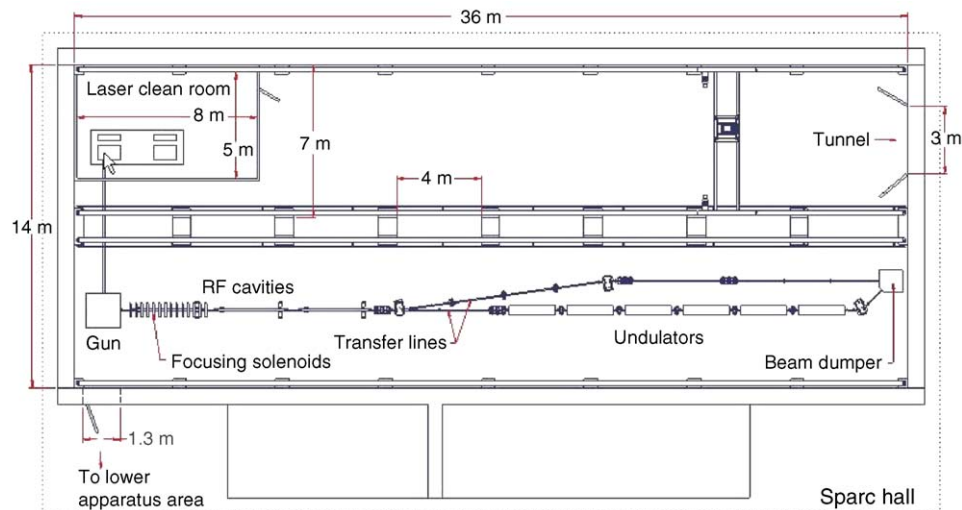 36 m
Laser clean room
8 m
5 m
7 m
Tunnel
3 m
4 m
14 m
RF cavities
Gun
Transfer lines
Undulators
Focusing solenoids
Beam dumper
1.3 m
To lower
apparatus area
Sparc hall